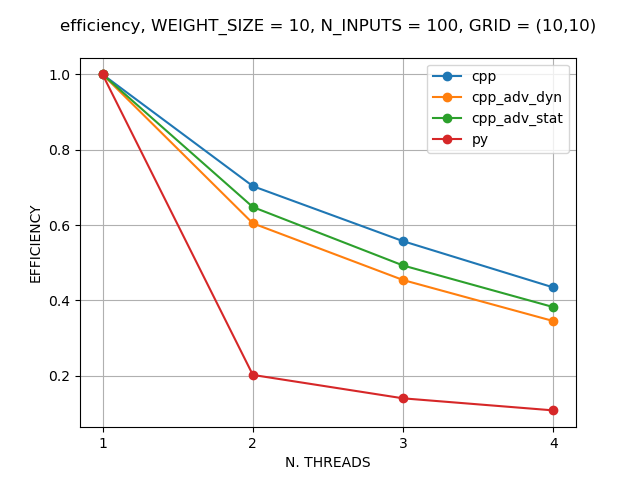 efficiency, WEIGHT_SIZE = 10, N_INPUTS = 100, GRID = (10,10)
1.0
0.8
0.6
0.4
0.2
EFFICIENCY
cpp
cpp_adv_dyn
cpp_adv_stat
py
1
2
3
4
N. THREADS